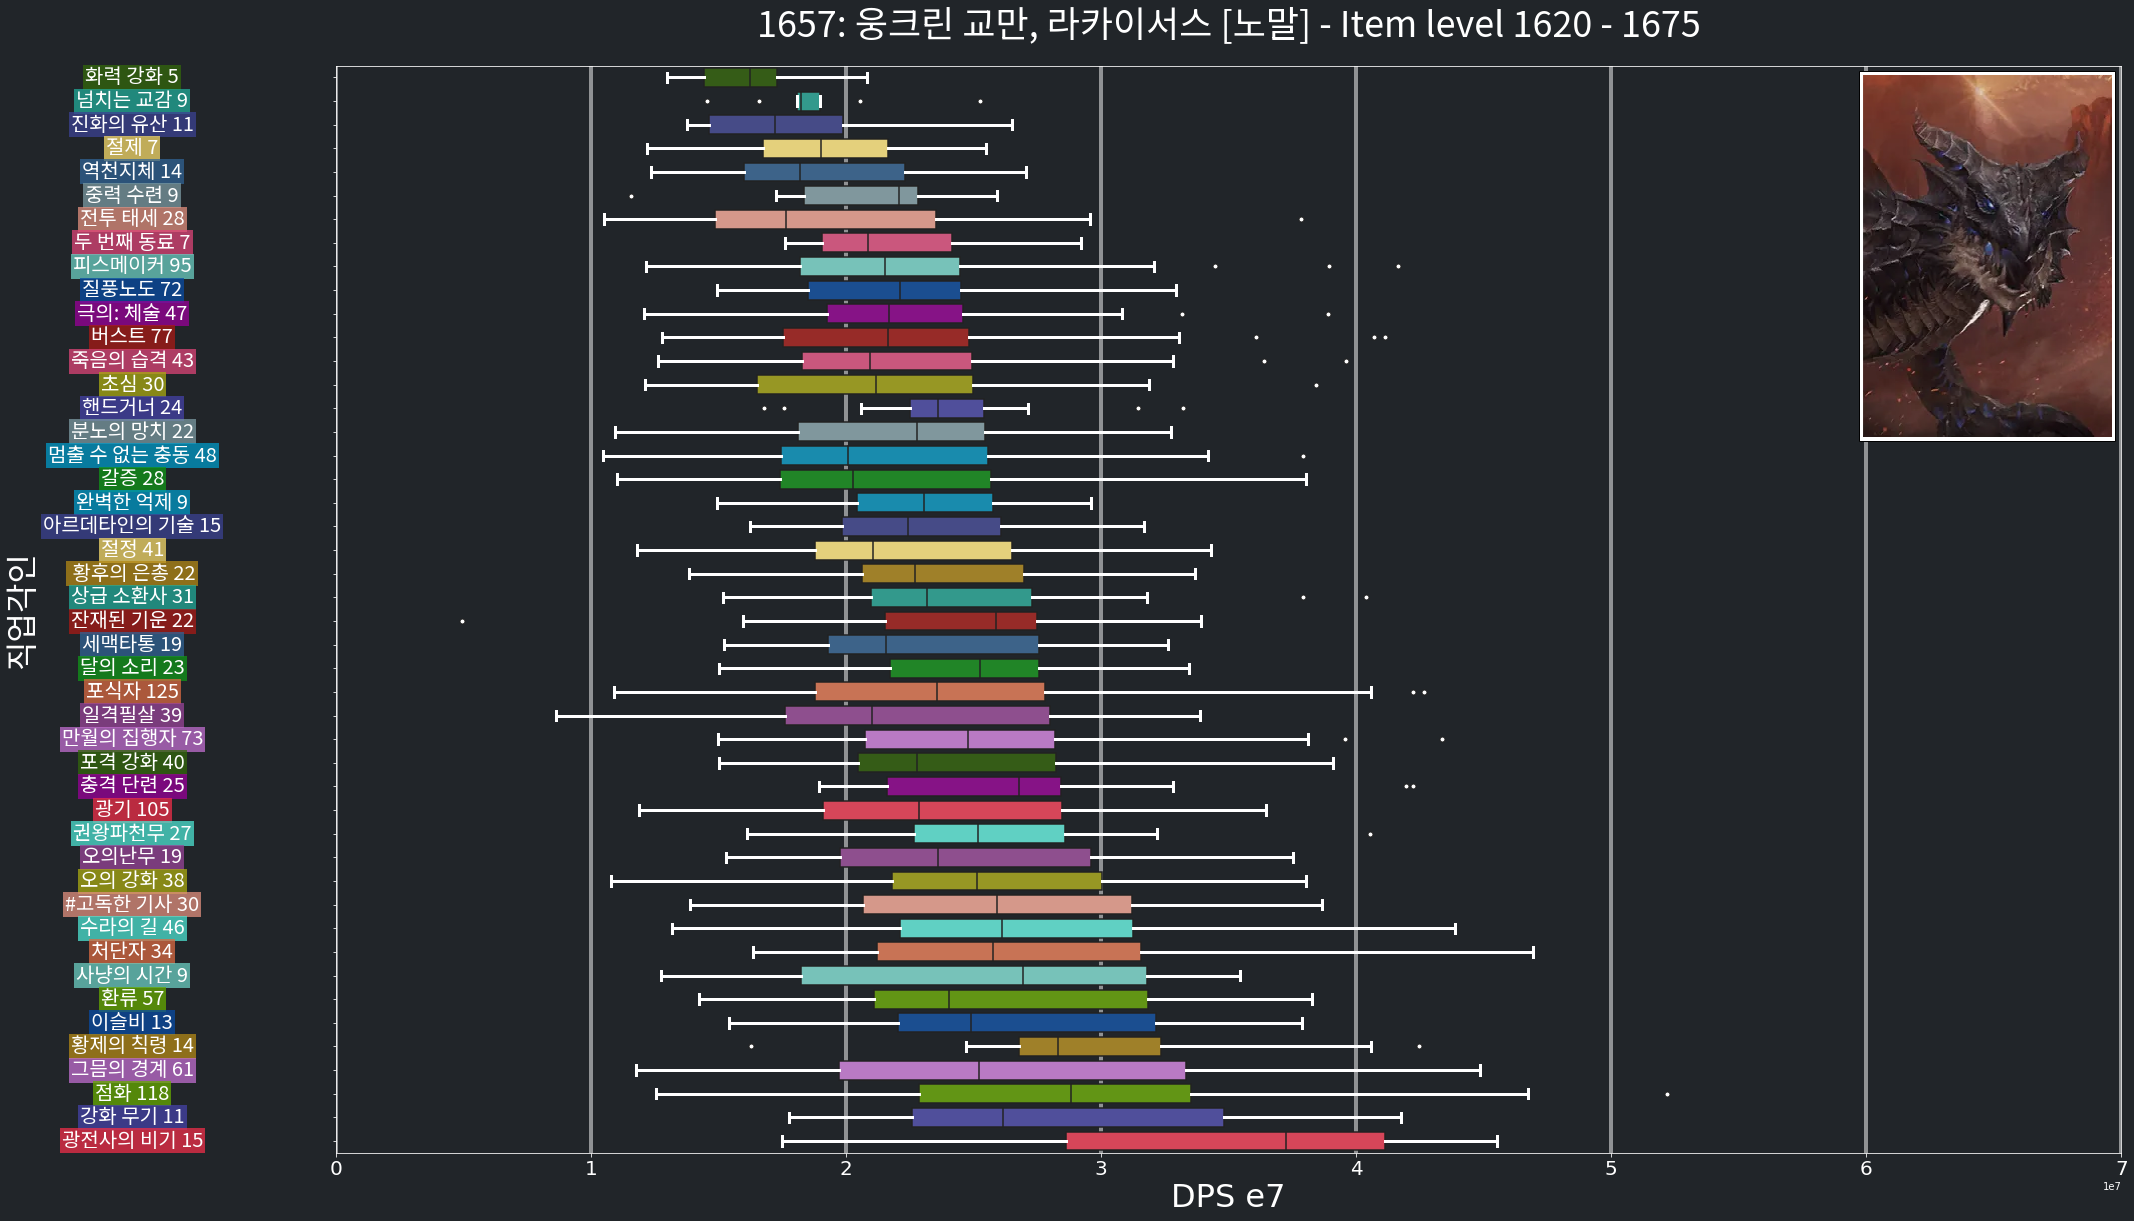 1657: 웅크린 교만, 라카이서스 [노말] - Item level 1620 - 1675
화력 강화 5
넘치는 교감 9
진화의 유산 11
절제 7
역천지체 14
중력 수련 9
전투 태세 28
두 번째 동료 7
피스메이커 95
질풍노도 72
극의: 체술 47
버스트 77
죽음의 습격 43
초심 30
핸드거너 24
분노의 망치 22
멈출 수 없는 충동 48
갈증 28
완벽한 억제 9
아르데타인의 기술 15
절정 41
황후의 은총 22
상급 소환사 31
잔재된 기운 22
세맥타통 19
달의 소리 23
포식자 125
일격필살 39
만월의 집행자 73
포격 강화 40
충격 단련 25
광기 105
권왕파천무 27
오의난무 19
오의 강화 38
#고독한 기사 30
수라의 길 46
처단자 34
사냥의 시간 9
환류 57
이슬비 13
황제의 칙령 14
그믐의 경계 61
점화 118
강화 무기 11
광전사의 비기 15
직업각인
0 1 2 3 4 5 6 7
1e7
DPS e7